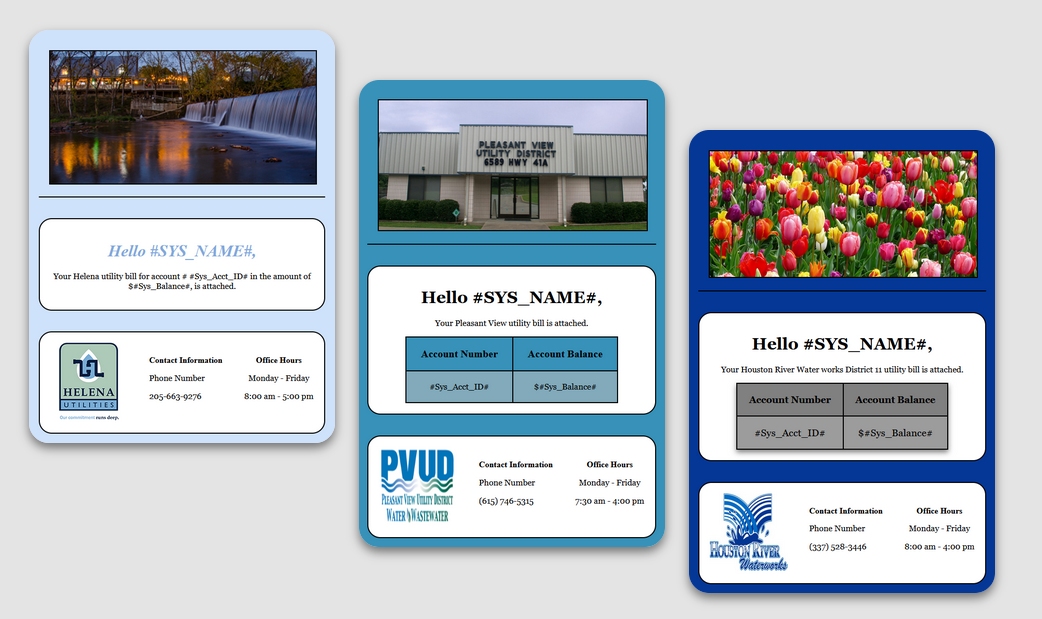 Hello #SYS_NAME#,
Your Helena utility bill for account # #Sys_Acct_ID# in the amount of
$#Sys_Balance#, is attached.
HELENA
UTILITIES
Our commitment runs deep.
Contact Information
Office Hours
Phone Number
Monday - Friday
205-663-9276
8:00 am - 5:00 pm
PLEASANT VIEW
UTILITY DISTRICT
6589 HWY 41A
Hello #SYS_NAME#,
Your Pleasant View utility bill is attached.
Account Number
Account Balance
#Sys_Acct_ID#
$#Sys_Balance#
PVUD
PLEASANT VIEW UTILITY DISTRICT
WATER WASTEWATER
Contact Information
Office Hours
Phone Number
Monday - Friday
(615) 746-5315
7:30 am - 4:00 pm
Hello #SYS_NAME#,
Your Houston River Water works District 11 utility bill is attached.
Account Number
Account Balance
#Sys_Acct_ID#
$#Sys_Balance#
HOUSTON RIVER
Waterworks
Contact Information
Office Hours
Phone Number
Monday - Friday
(337) 528-3446
8:00 am - 4:00 pm